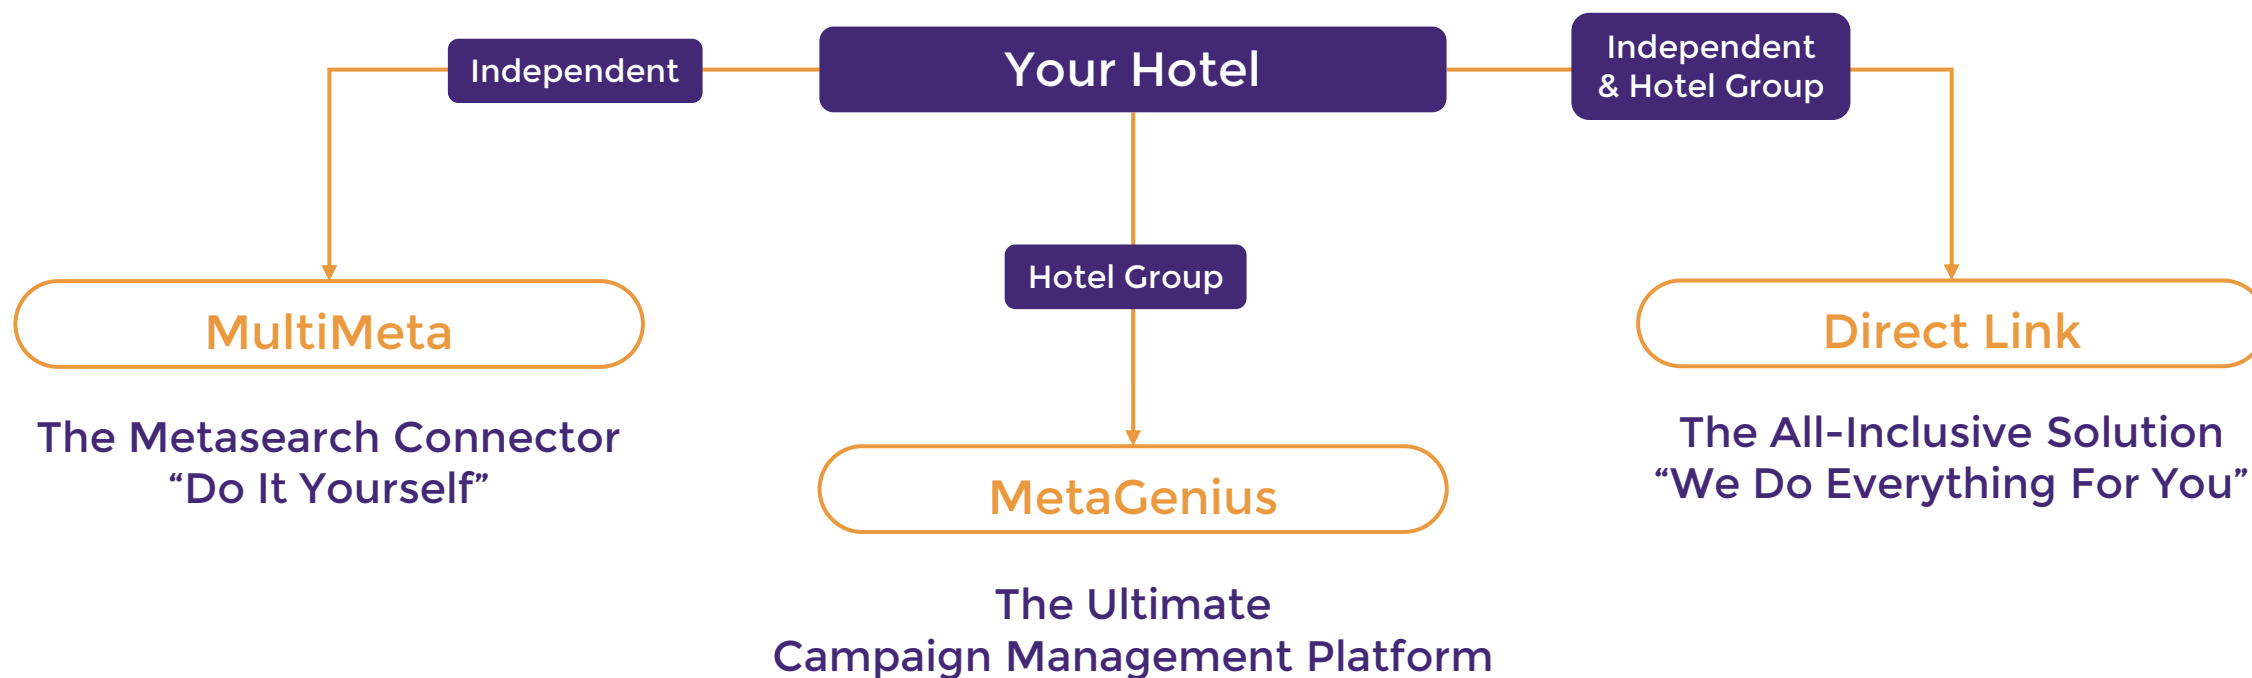 Your Hotel
Independent
Hotel Group
Independent
& Hotel Group
MultiMeta
The Metasearch Connector
“Do It Yourself”
MetaGenius
The Ultimate
Campaign Management Platform
Direct Link
The All-Inclusive Solution
“We Do Everything For You”